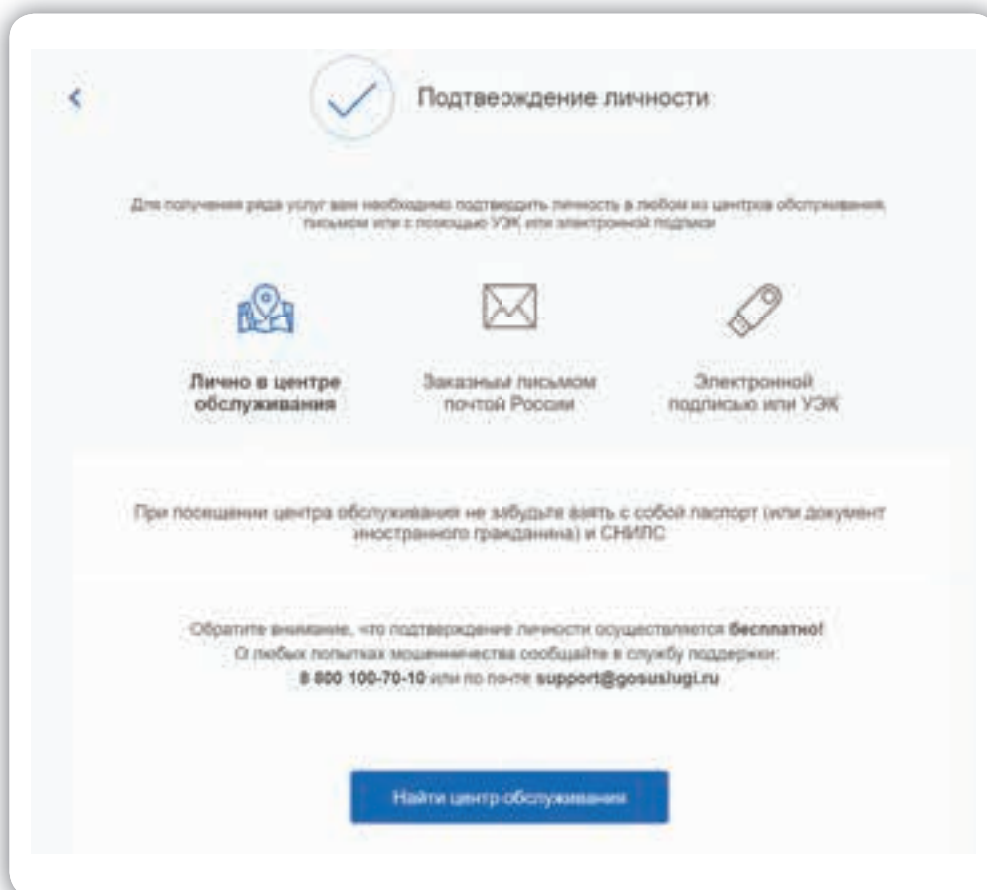 Подтверждение личности
Для получения ряда услуг вам необходимо подтвердить личность в любом из центров обслуживания,
письмом или с помощью УЭК или электронной подписи
Лично в центре
обслуживания
Заказным письмом
почтой России
Электронной
подписью или УЭК
При посещении центра обслуживания не забудьте взять с собой паспорт (или документ
иностранного гражданина) и СНИЛС
Обратите внимание, что подтверждение личности осуществляется бесплатно!
О любых попытках мошенничества сообщайте в службу поддержки:
8 800 100-70-10 или по почте support@gosuslugi.ru
Найти центр обслуживания